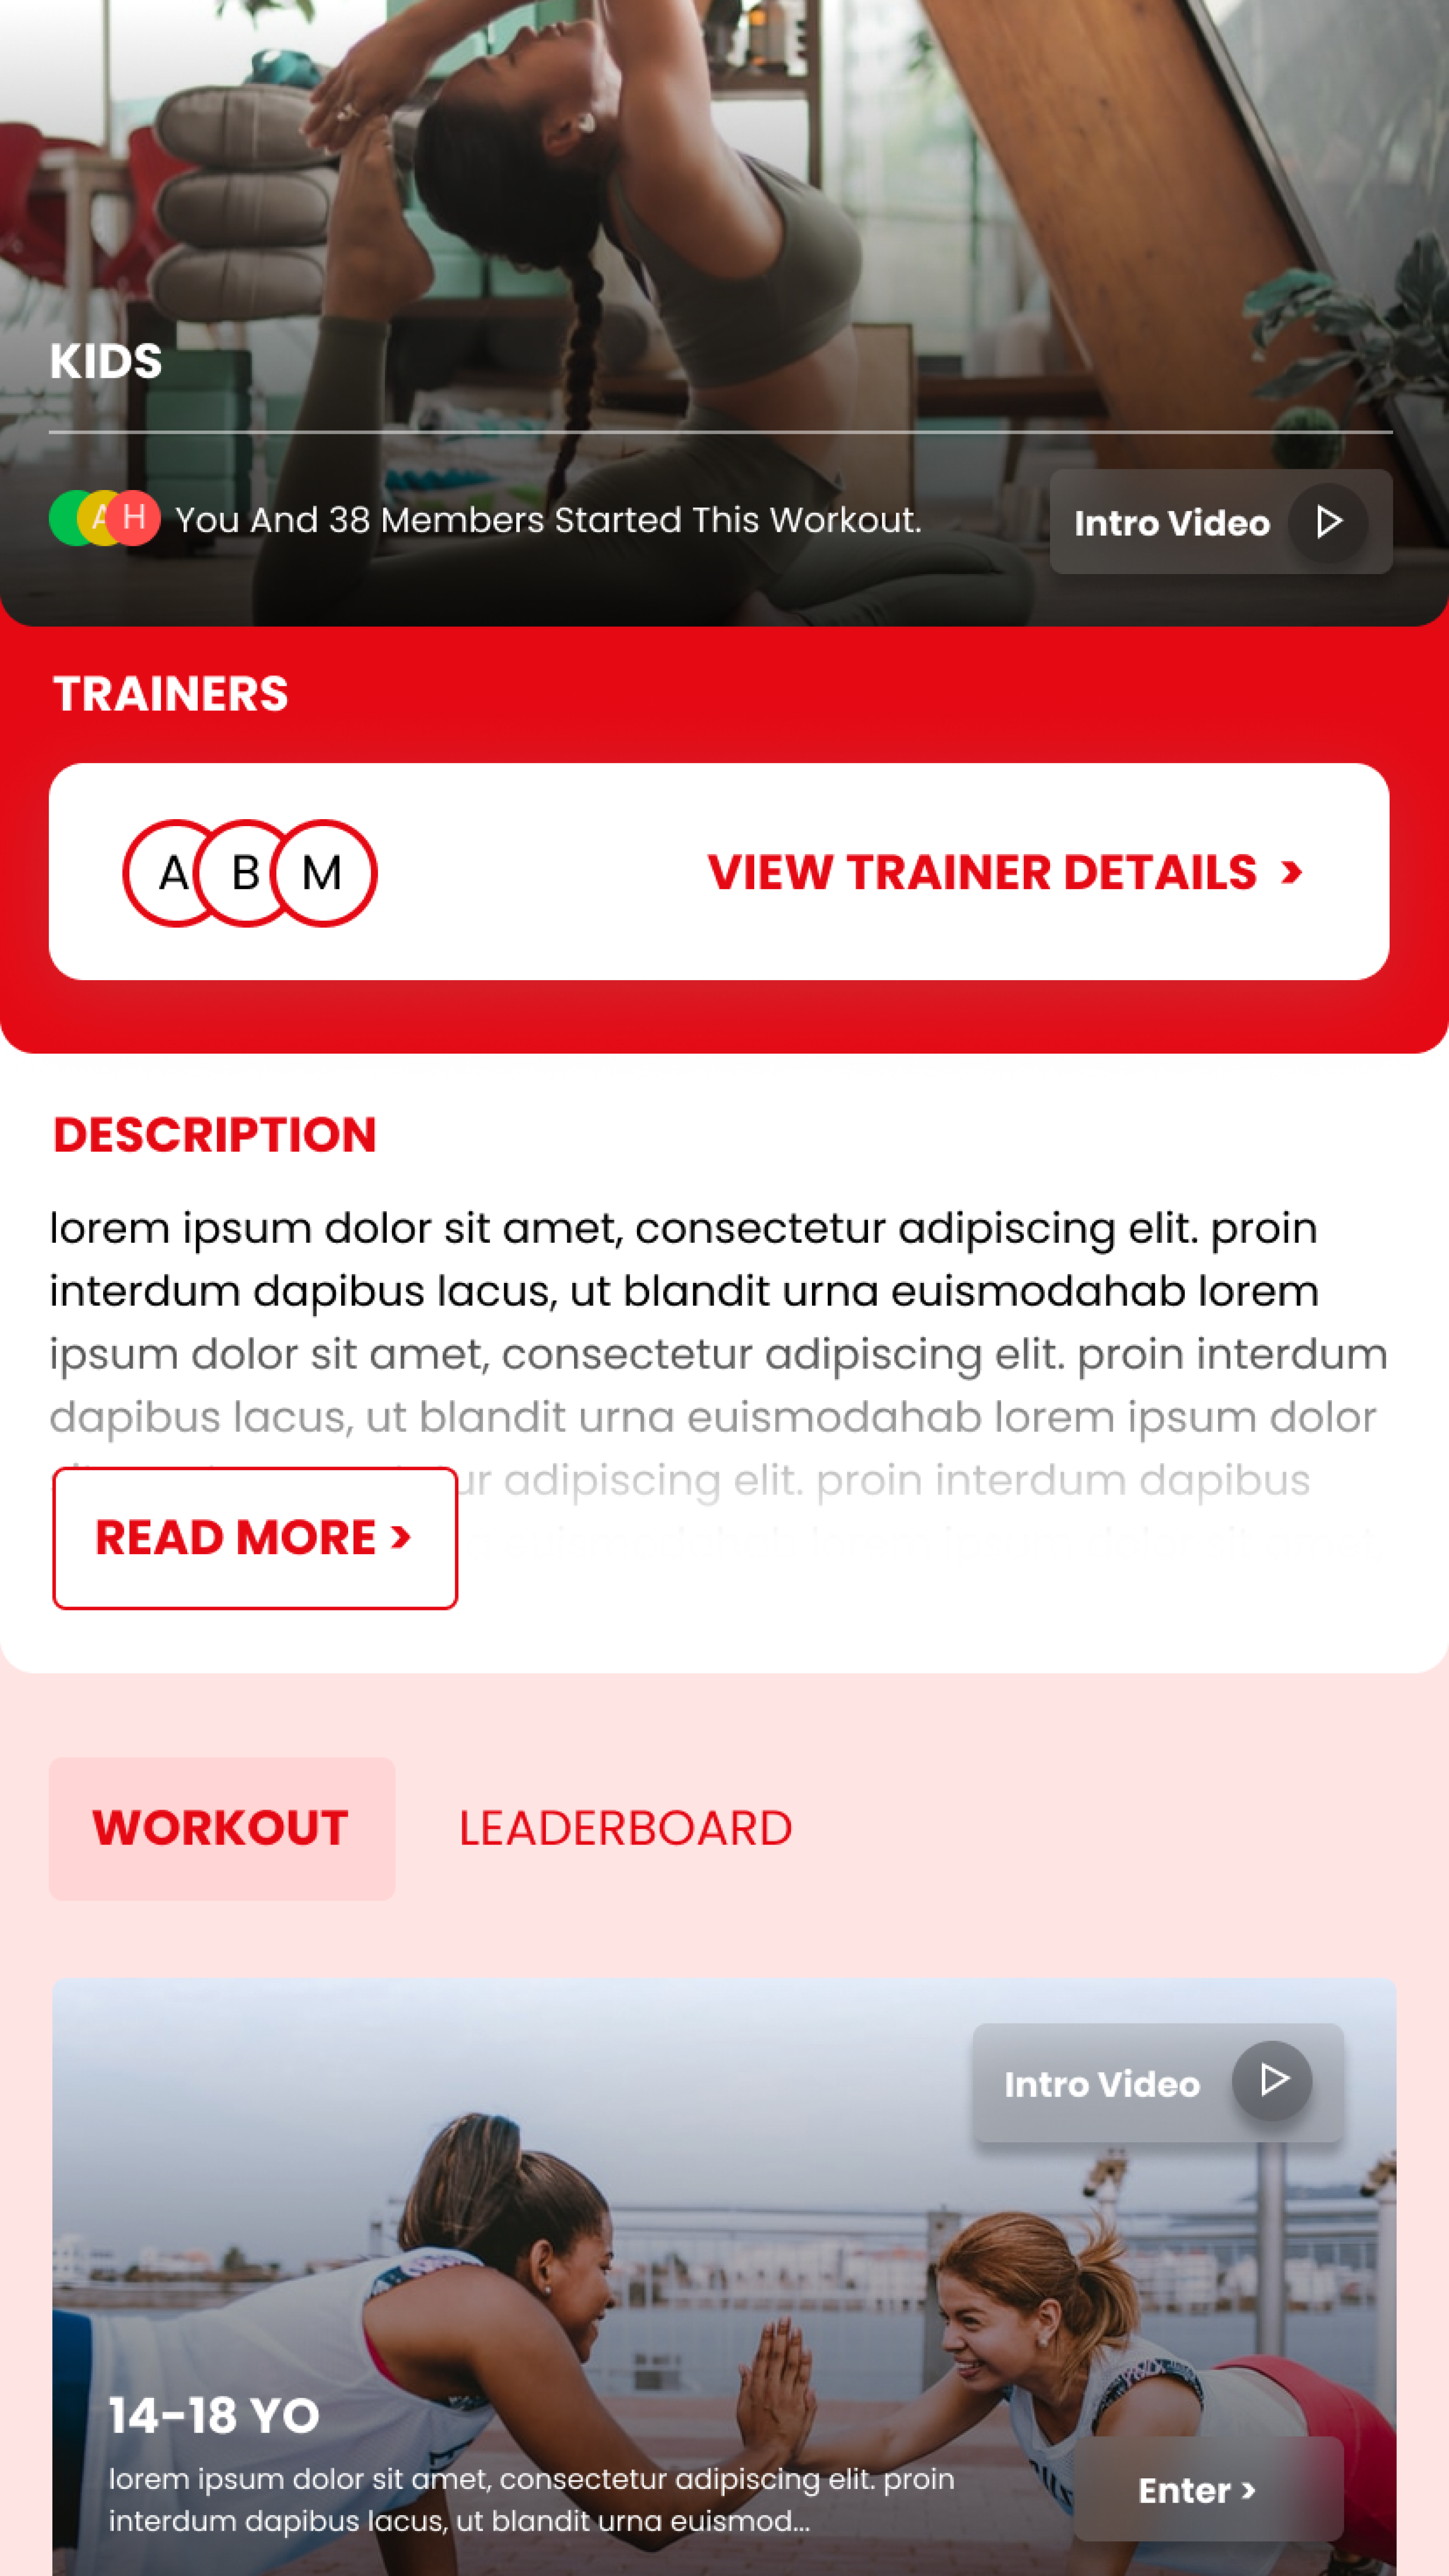 KIDS
A H You And 38 Members Started This Workout.
Intro Video
TRAINERS
A B M
VIEW TRAINER DETAILS >
DESCRIPTION
lorem ipsum dolor sit amet, consectetur adipiscing elit. proin
interdum dapibus lacus, ut blandit urna euismodahab lorem
ipsum dolor sit amet, consectetur adipiscing elit. proin interdum
dapibus lacus, ut blandit urna euismodahab lorem ipsum dolor
adipiscing elit. proin interdum dapibus
READ MORE >
WORKOUT
LEADERBOARD
Intro Video
14-18 YO
lorem ipsum dolor sit amet, consectetur adipiscing elit. proin
interdum dapibus lacus, ut blandit urna euismod...
Enter >